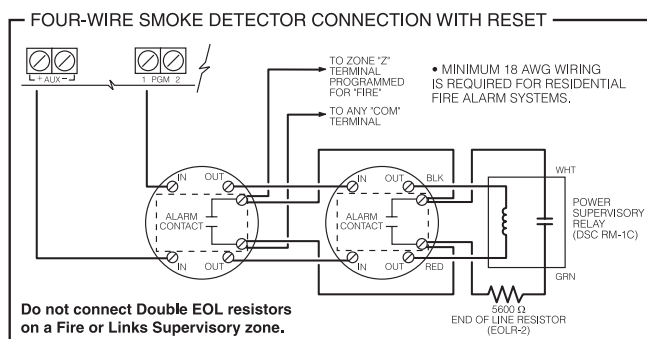 FOUR-WIRE SMOKE DETECTOR CONNECTION WITH RESET
+ AUX -
1 PGM 2
TO ZONE "Z"
TERMINAL
PROGRAMMED
FOR "FIRE"
TO ANY "COM"
TERMINAL
• MINIMUM 18 AWG WIRING
IS REQUIRED FOR RESIDENTIAL
FIRE ALARM SYSTEMS.
IN
OUT
IN
OUT
BLK
WHT
ALARM
CONTACT
ALARM
CONTACT
POWER
SUPERVISORY
RELAY
(DSC RM-1C)
IN
OUT
IN
OUT
RED
GRN
Do not connect Double EOL resistors
on a Fire or Links Supervisory zone.
5600 Ω
END OF LINE RESISTOR
(EOLR-2)